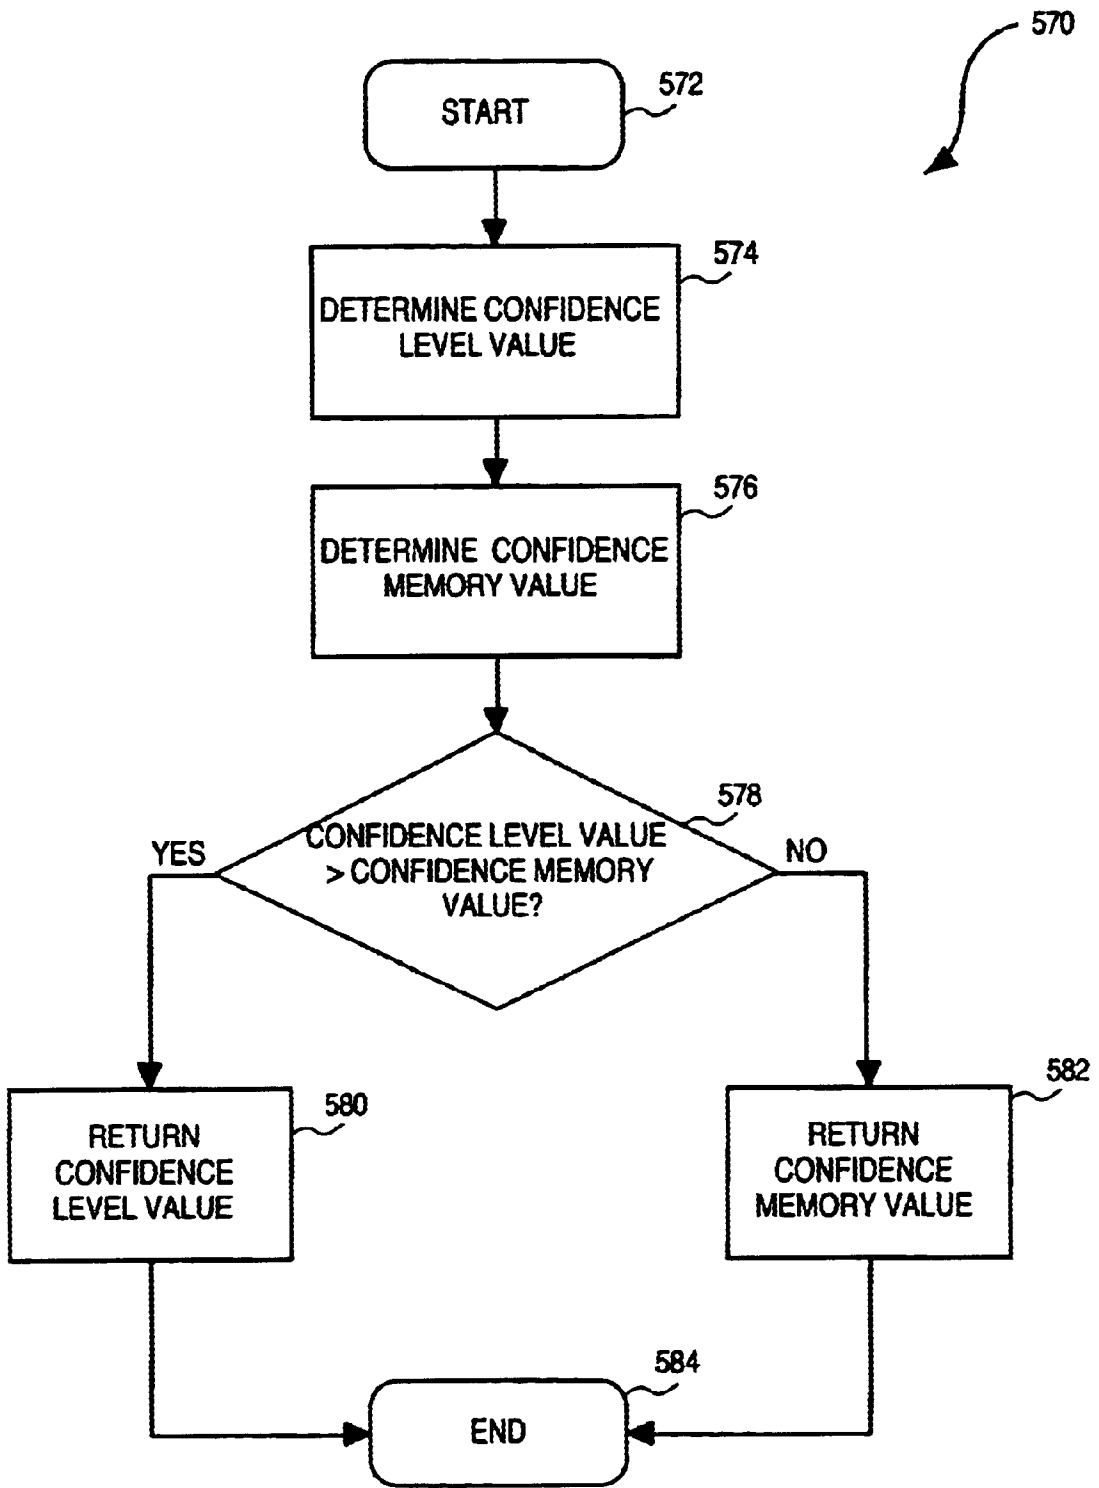 570
START
572
574
DETERMINE CONFIDENCE
LEVEL VALUE
576
DETERMINE CONFIDENCE
MEMORY VALUE
578
CONFIDENCE LEVEL VALUE
> CONFIDENCE MEMORY
VALUE?
YES
NO
580
RETURN
CONFIDENCE
LEVEL VALUE
582
RETURN
CONFIDENCE
MEMORY VALUE
584
END